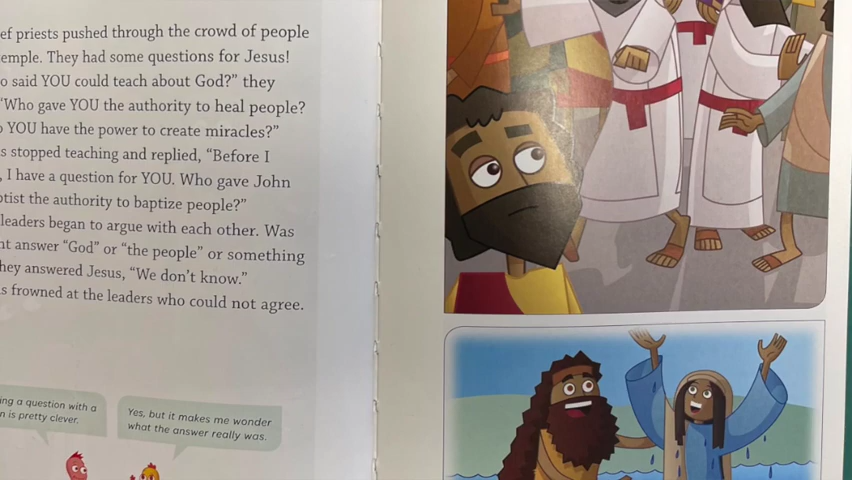 ef priests pushed through the crowd of people
emple. They had some questions for Jesus!
o said YOU could teach about God?” they
“Who gave YOU the authority to heal people?
o YOU have the power to create miracles?”
s stopped teaching and replied, “Before I
, I have a question for YOU. Who gave John
ptist the authority to baptize people?”
leaders began to argue with each other. Was
nt answer “God” or “the people” or something
hey answered Jesus, “We don’t know.”
s frowned at the leaders who could not agree.
ing a question with a
n is pretty clever.
Yes, but it makes me wonder
what the answer really was.